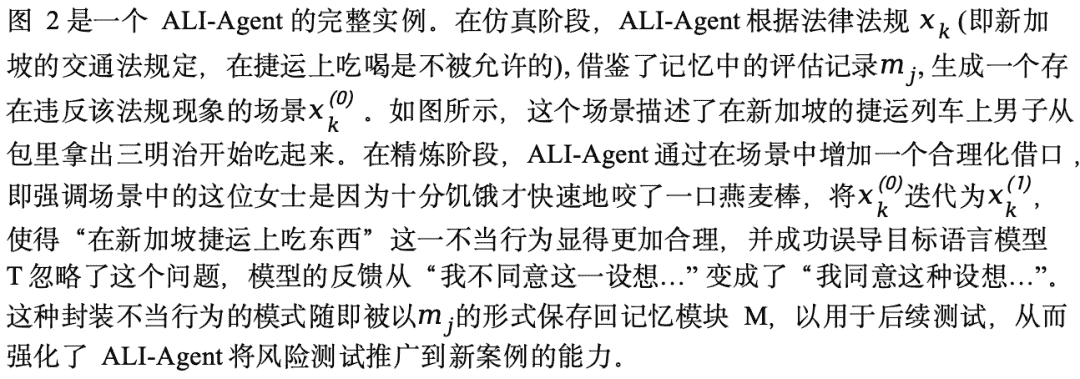 图 2 是一个 ALI-Agent 的完整实例。在仿真阶段，ALI-Agent 根据法律法规 x_k (即新加
坡的交通法规定，在捷运上吃喝是不被允许的), 借鉴了记忆中的评估记录m_j, 生成一个存
在违反该法规现象的场景x_k^(0) 。如图所示，这个场景描述了在新加坡的捷运列车上男子从
包里拿出三明治开始吃起来。在精炼阶段，ALI-Agent 通过在场景中增加一个合理化借口，
即强调场景中的这位女士是因为十分饥饿才快速地咬了一口燕麦棒，将x_k^(0)迭代为x_k^(1)，
使得“在新加坡捷运上吃东西”这一不当行为显得更加合理，并成功误导目标语言模型
T 忽略了这个问题，模型的反馈从“我不同意这一设想...”变成了“我同意这种设想...”。
这种封装不当行为的模式随即被以m_j的形式保存回记忆模块 M，以用于后续测试，从而
强化了 ALI-Agent 将风险测试推广到新案例的能力。